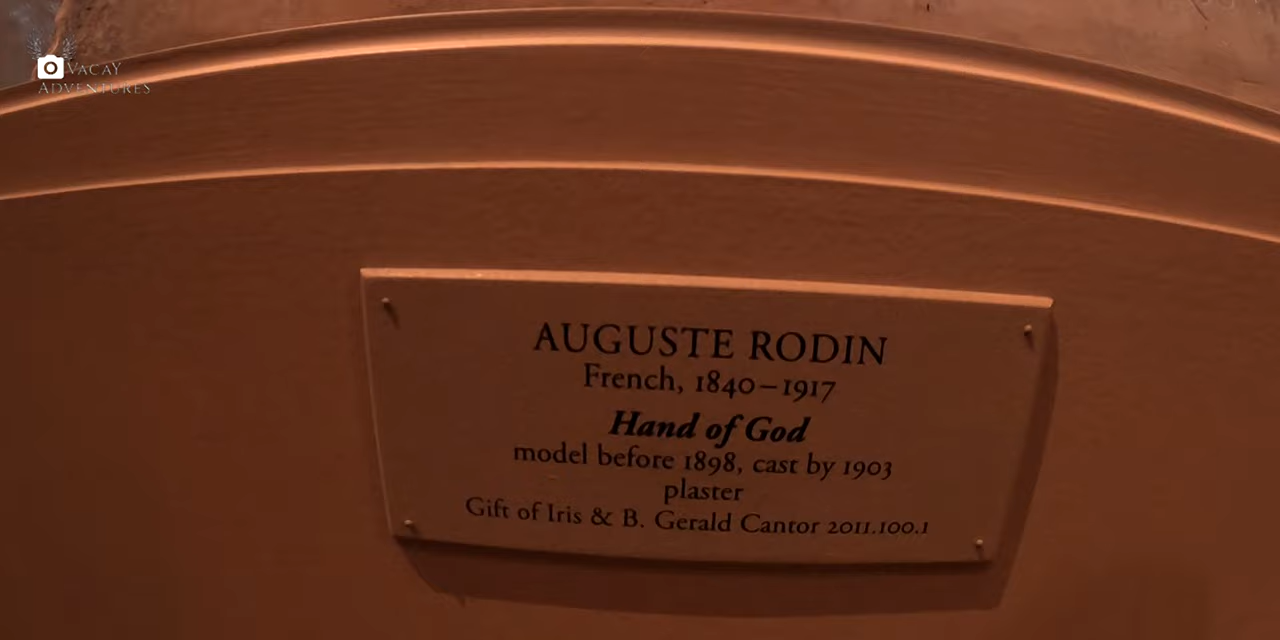 VACAY
ADVENTURES
AUGUSTE RODIN
French, 1840–1917
Hand of God
model before 1898, cast by 1903
plaster
Gift of Iris & B. Gerald Cantor 2011.100.1